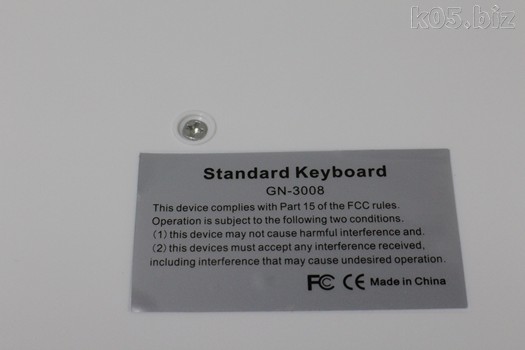 k05.biz
Standard Keyboard
GN-3008
This device complies with Part 15 of the FCC rules.
Operation is subject to the following two conditions.
(1) this device may not cause harmful interference and.
(2) this devices must accept any interference received,
including interference that may cause undesired operation.
FC CE Made in China